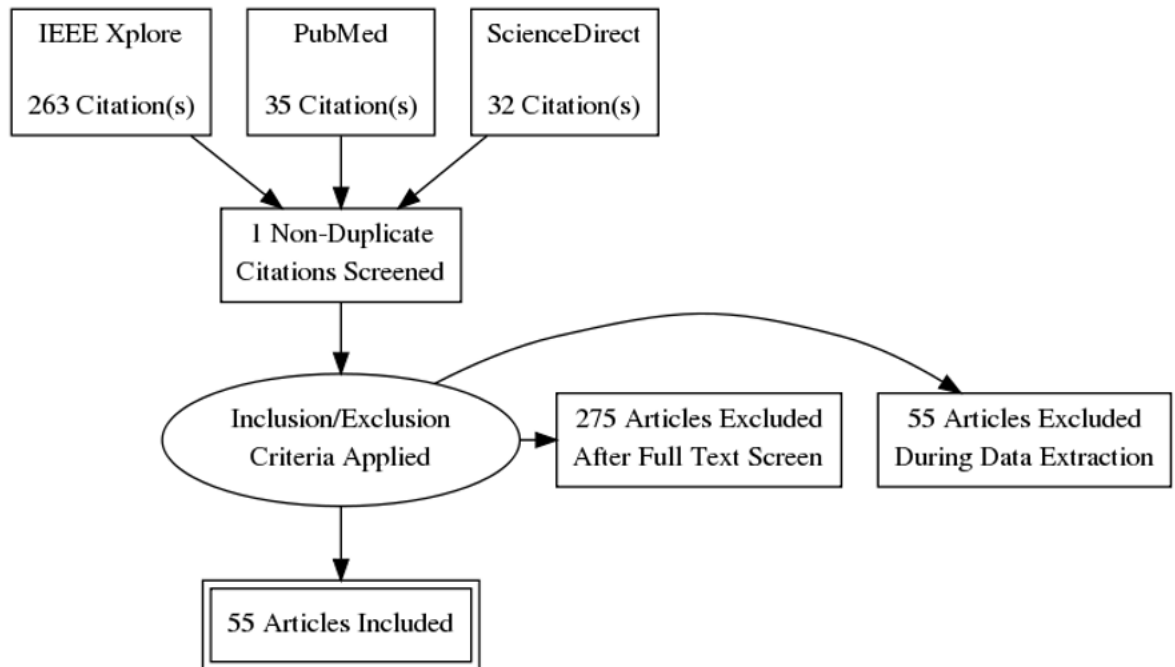 IEEE Xplore
263 Citation(s)
PubMed
35 Citation(s)
ScienceDirect
32 Citation(s)
1 Non-Duplicate
Citations Screened
Inclusion/Exclusion
Criteria Applied
275 Articles Excluded
After Full Text Screen
55 Articles Excluded
During Data Extraction
55 Articles Included